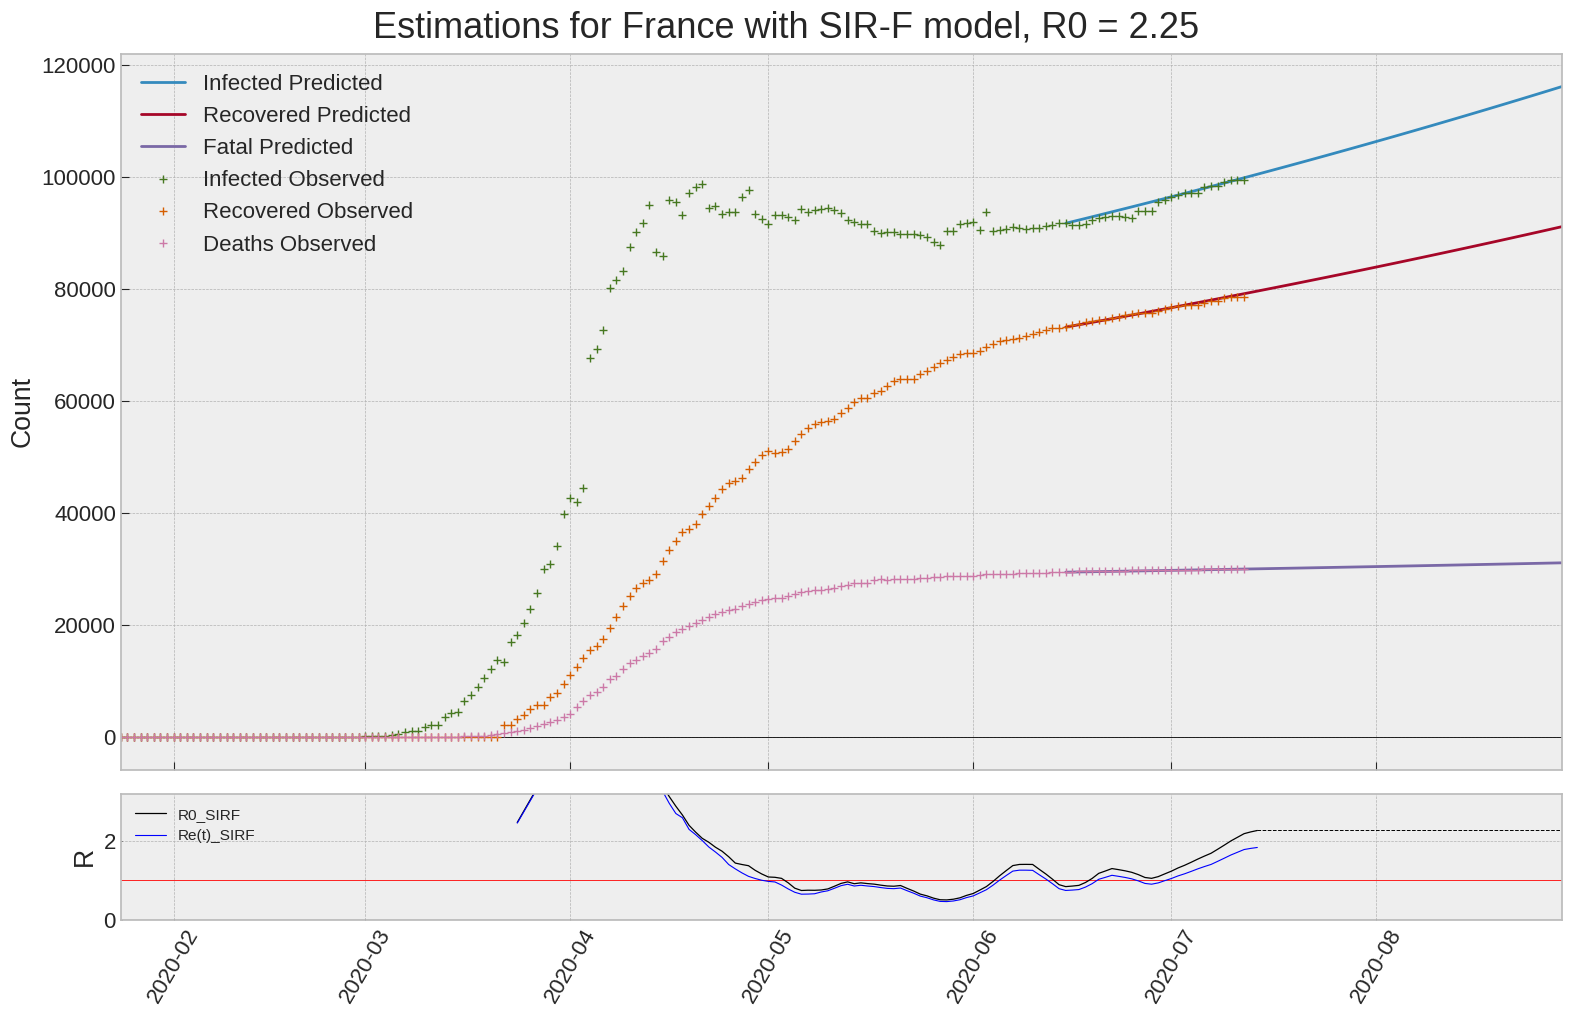 Estimations for France with SIR-F model, R0 = 2.25
120000
100000
80000
60000
40000
20000
0
Count
Infected Predicted
Recovered Predicted
Fatal Predicted
Infected Observed
Recovered Observed
Deaths Observed
R0_SIRF
Re(t)_SIRF
2
0
R
2020-02
2020-03
2020-04
2020-05
2020-06
2020-07
2020-08